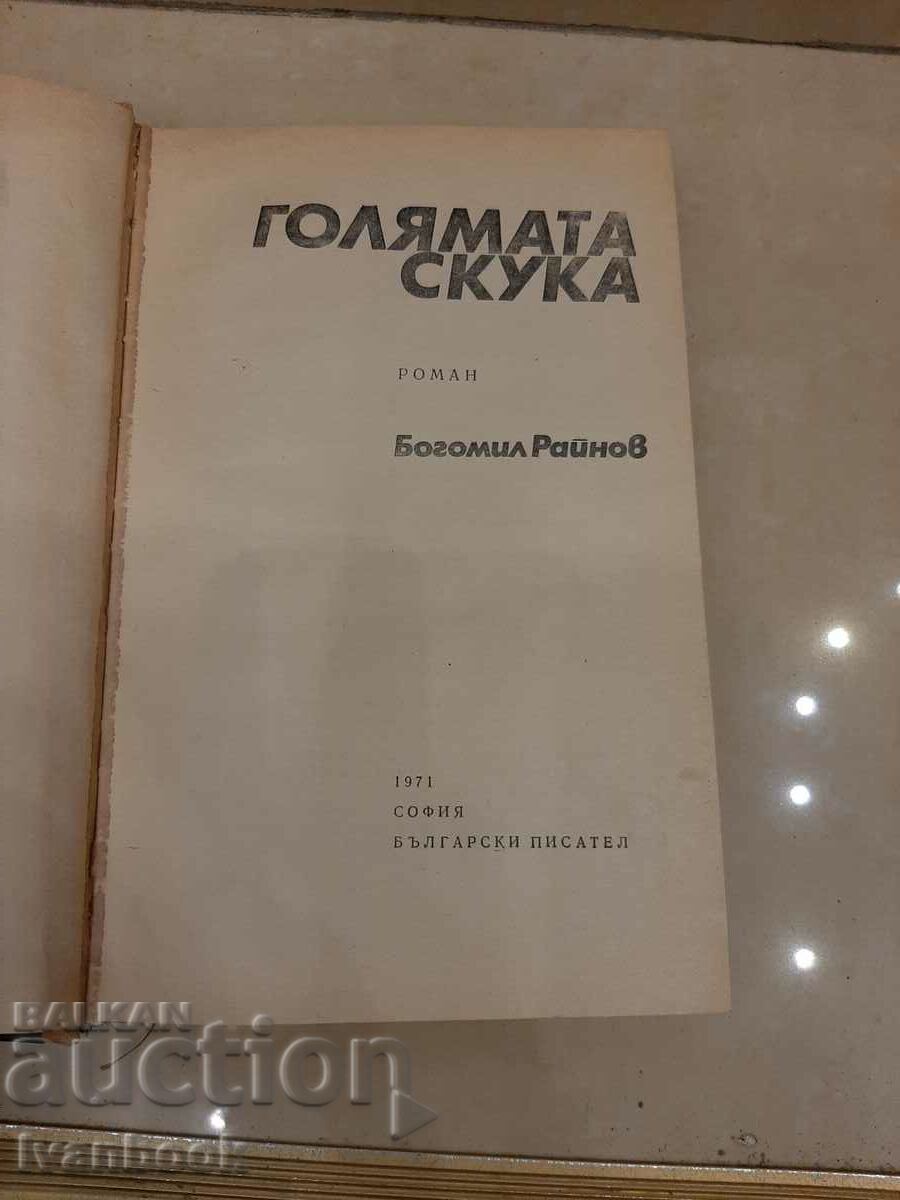 ГОЛЯМАТА
СКУКА
РОМАН
Богомил Райнов
1971
СОФИЯ
БЪЛГАРСКИ ПИСАТЕЛ
BALKAN
auction
Ivanbook